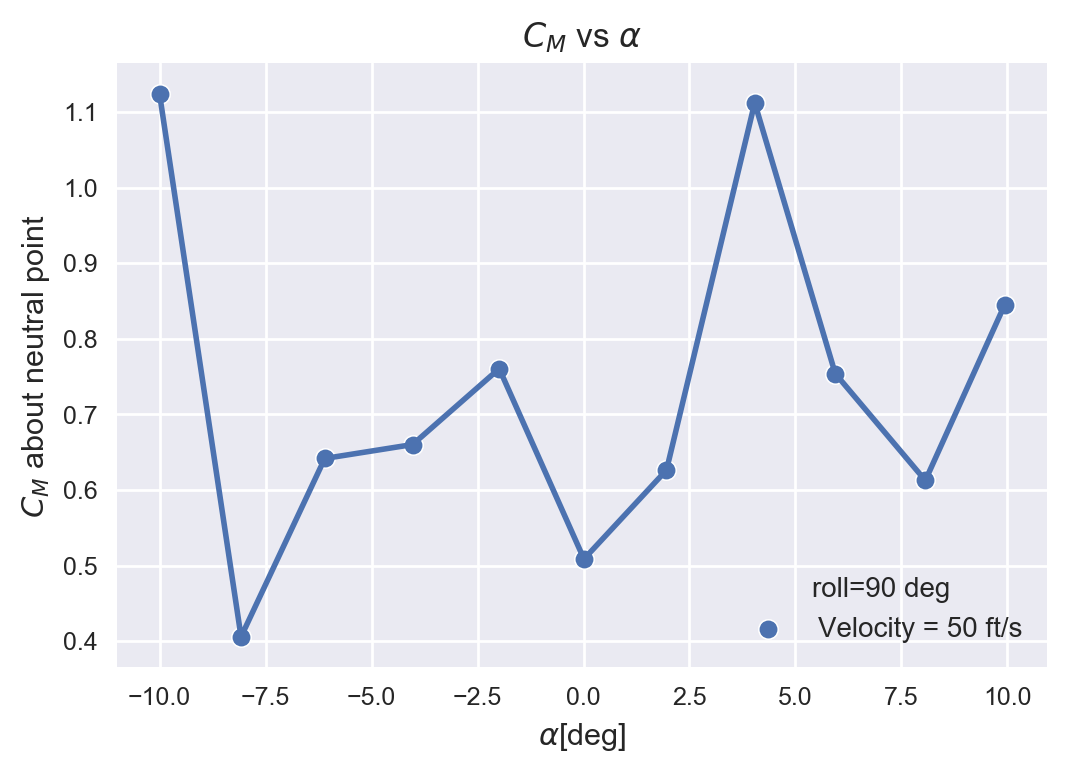 C_M vs α
C_M about neutral point
1.1
1.0
0.9
0.8
0.7
0.6
0.5
0.4
roll=90 deg
Velocity = 50 ft/s
−10.0 −7.5 −5.0 −2.5 0.0 2.5 5.0 7.5 10.0
α[deg]